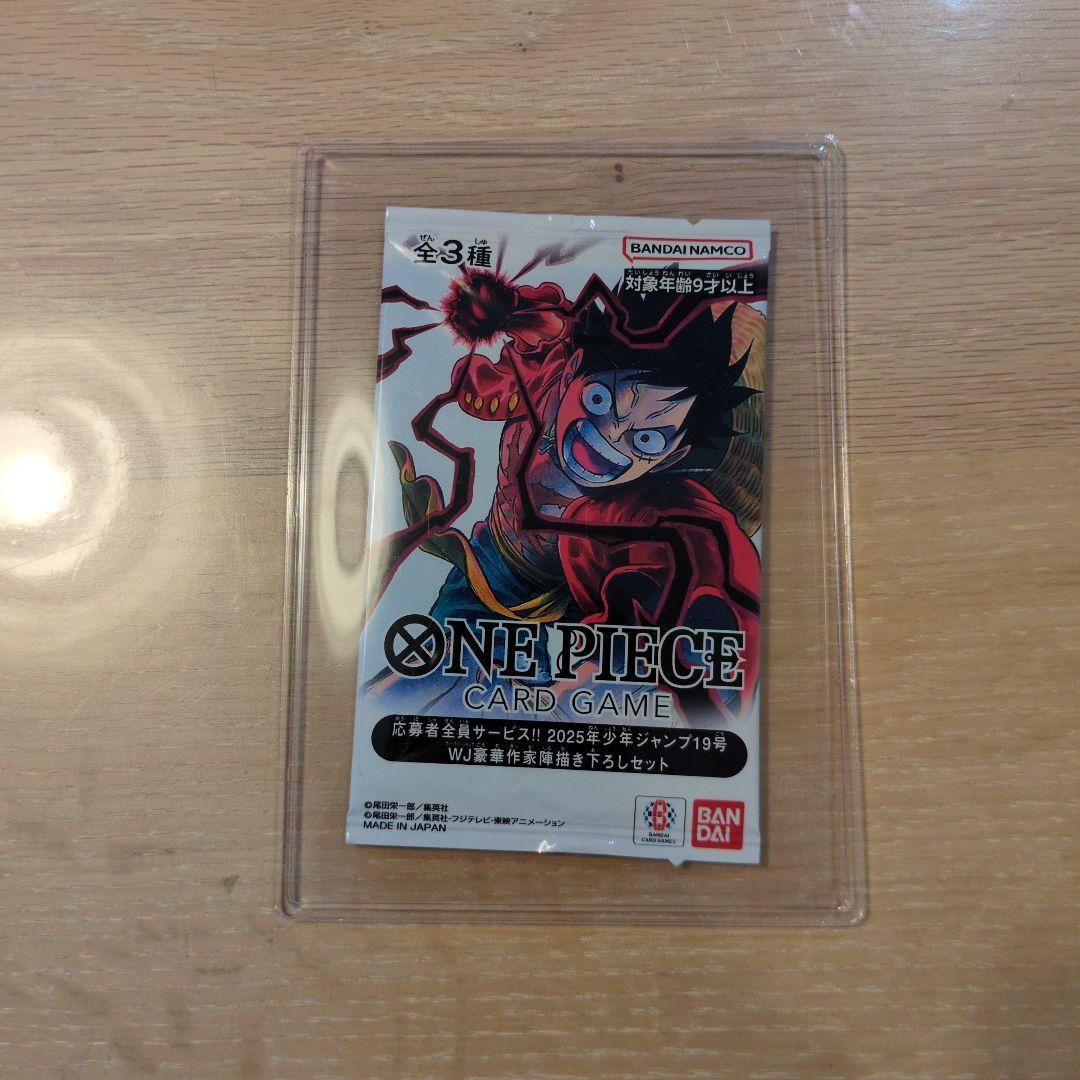 全3種
BANDAI NAMCO
対象年齢9才以上
ONE PIECE
CARD GAME
応募者全員サービス!! 2025年少年ジャンプ19号
WJ豪華作家陣描き下ろしセット
©尾田栄一郎／集英社
©尾田栄一郎／集英社・フジテレビ・東映アニメーション
MADE IN JAPAN
BANDAI
CARD GAMES
BAN
DAI